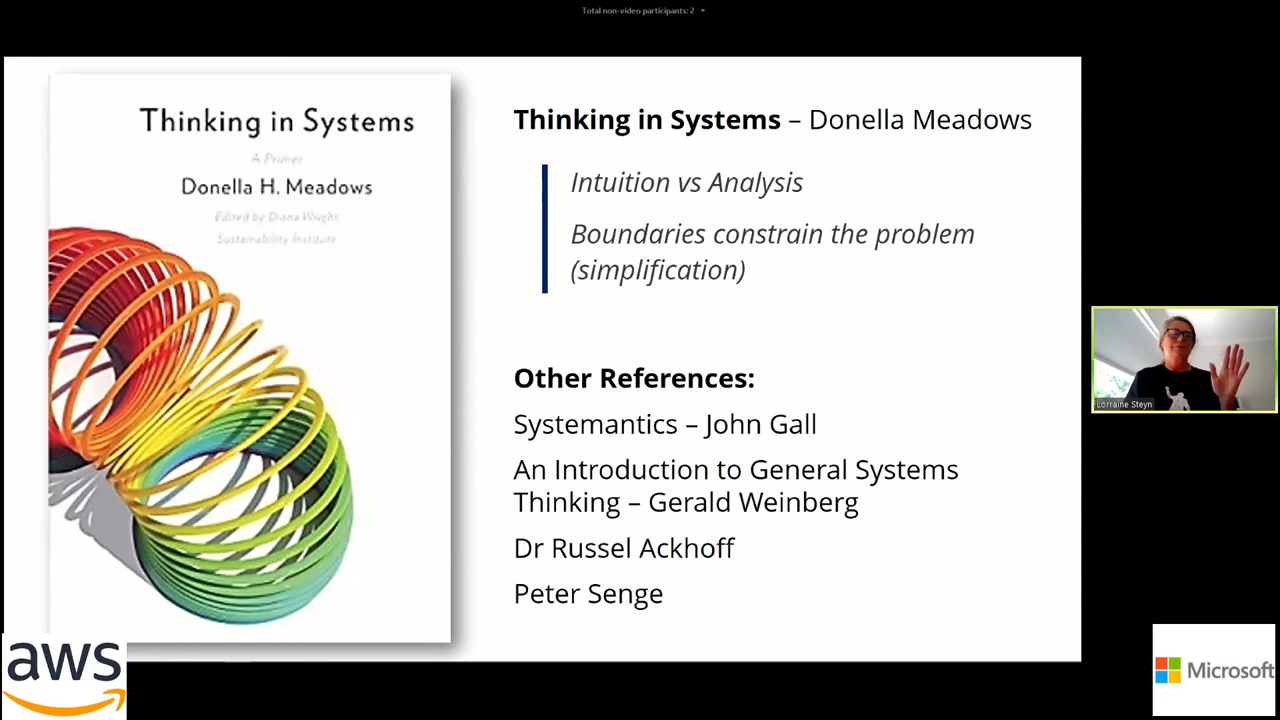 Total non-video participants: 2
Thinking in Systems
A Primer
Donella H. Meadows
Edited by Diana Wright,
Sustainability Institute
Thinking in Systems – Donella Meadows
Intuition vs Analysis
Boundaries constrain the problem
(simplification)
Other References:
Systemantics – John Gall
An Introduction to General Systems
Thinking – Gerald Weinberg
Dr Russel Ackhoff
Peter Senge
Lorraine Steyn
aws
Microsoft